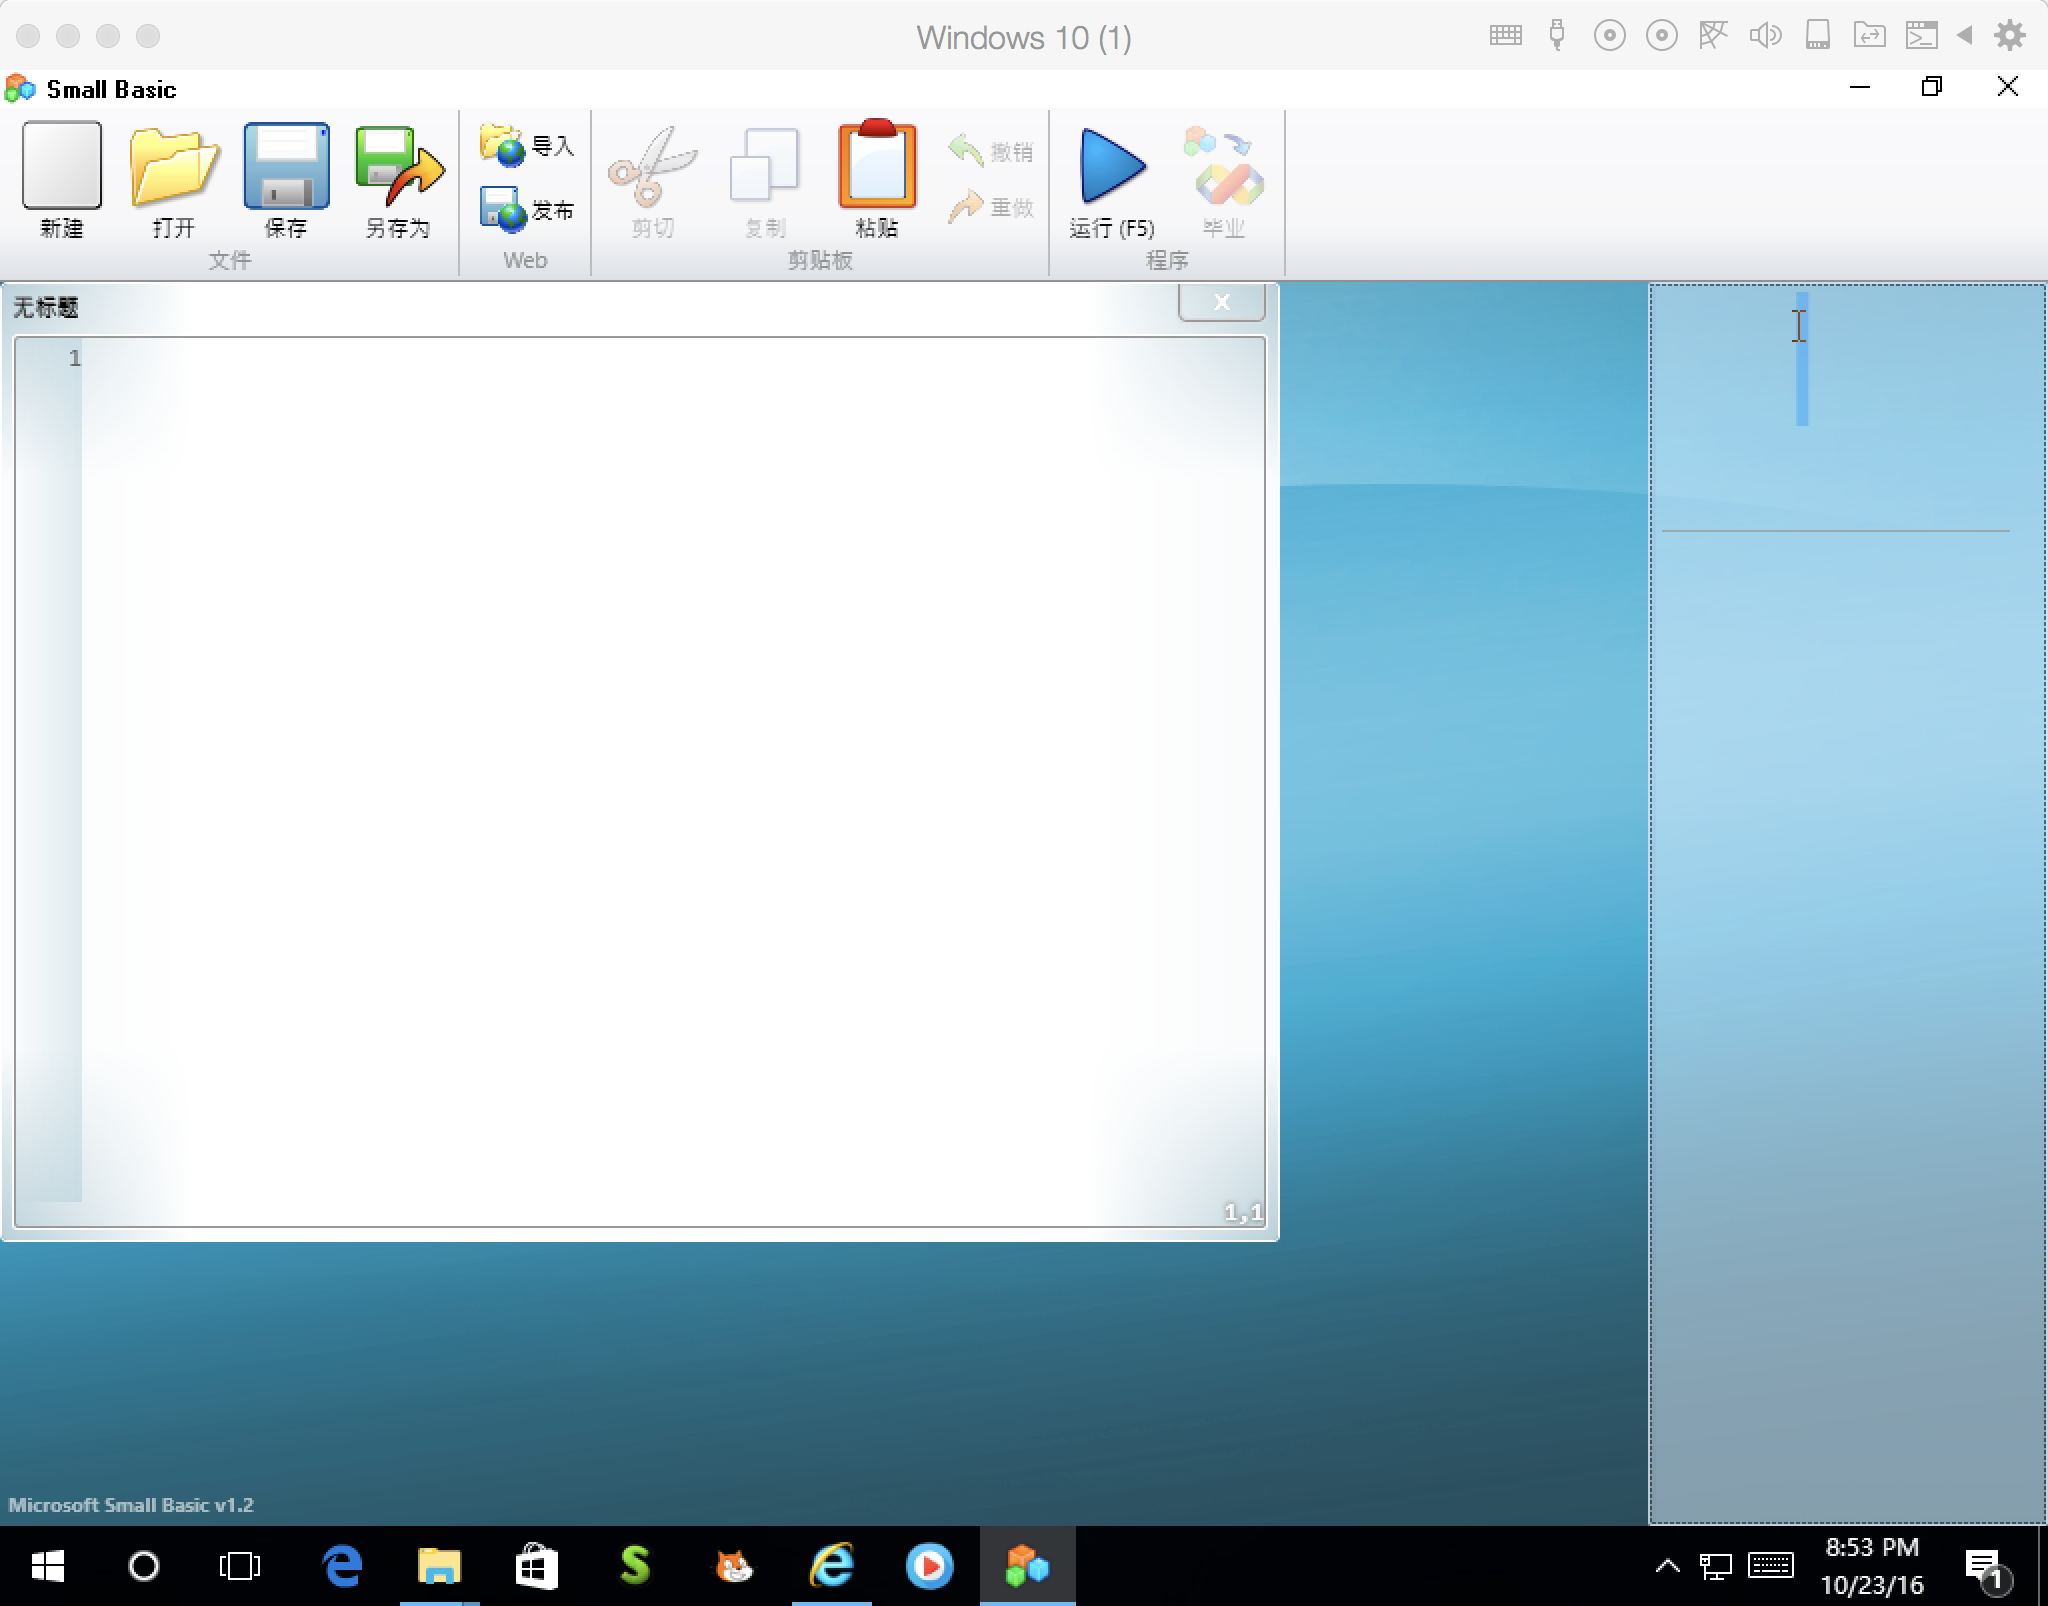 Windows 10 (1)
Small Basic
新建
打开
保存
另存为
文件
导入
发布
Web
剪切
复制
粘贴
撤销
重做
剪贴板
运行 (F5)
毕业
程序
无标题
x
1
1,1
Microsoft Small Basic v1.2
8:53 PM
10/23/16
1